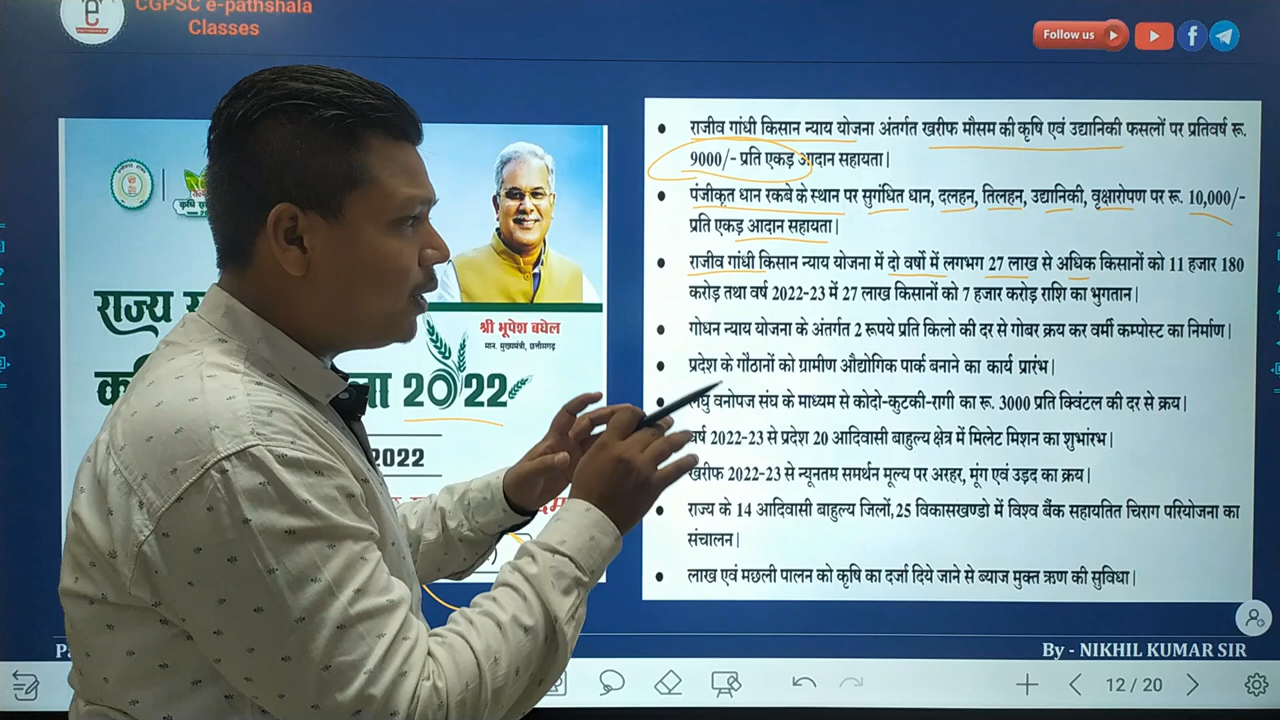 CGPSC e-pathshala
Classes
Follow us
राज्य
श्री भूपेश बघेल
मान. मुख्यमंत्री, छत्तीसगढ़
2022
2022
राजीव गांधी किसान न्याय योजना अंतर्गत खरीफ मौसम की कृषि एवं उद्यानिकी फसलों पर प्रतिवर्ष रू.
9000/- प्रति एकड़ आदान सहायता|
पंजीकृत धान रकबे के स्थान पर सुगंधित धान, दलहन, तिलहन, उद्यानिकी, वृक्षारोपण पर रू. 10,000/-
प्रति एकड़ आदान सहायता|
राजीव गांधी किसान न्याय योजना में दो वर्षो में लगभग 27 लाख से अधिक किसानों को 11 हजार 180
करोड़ तथा वर्ष 2022-23 में 27 लाख किसानों को 7 हजार करोड़ राशि का भुगतान|
गोधन न्याय योजना के अंतर्गत 2 रूपये प्रति किलो की दर से गोबर क्रय कर वर्मी कम्पोस्ट का निर्माण|
प्रदेश के गौठानों को ग्रामीण औद्योगिक पार्क बनाने का कार्य प्रारंभ|
लघु वनोपज संघ के माध्यम से कोदो-कुटकी-रागी का रू. 3000 प्रति क्विंटल की दर से क्रय|
वर्ष 2022-23 से प्रदेश 20 आदिवासी बाहुल्य क्षेत्र में मिलेट मिशन का शुभारंभ|
खरीफ 2022-23 से न्यूनतम समर्थन मूल्य पर अरहर, मूंग एवं उड़द का क्रय|
राज्य के 14 आदिवासी बाहुल्य जिलों,25 विकासखण्डो में विश्व बैंक सहायतित चिराग परियोजना का
संचालन|
लाख एवं मछली पालन को कृषि का दर्जा दिये जाने से ब्याज मुक्त ऋण की सुविधा|
By - NIKHIL KUMAR SIR
12 / 20